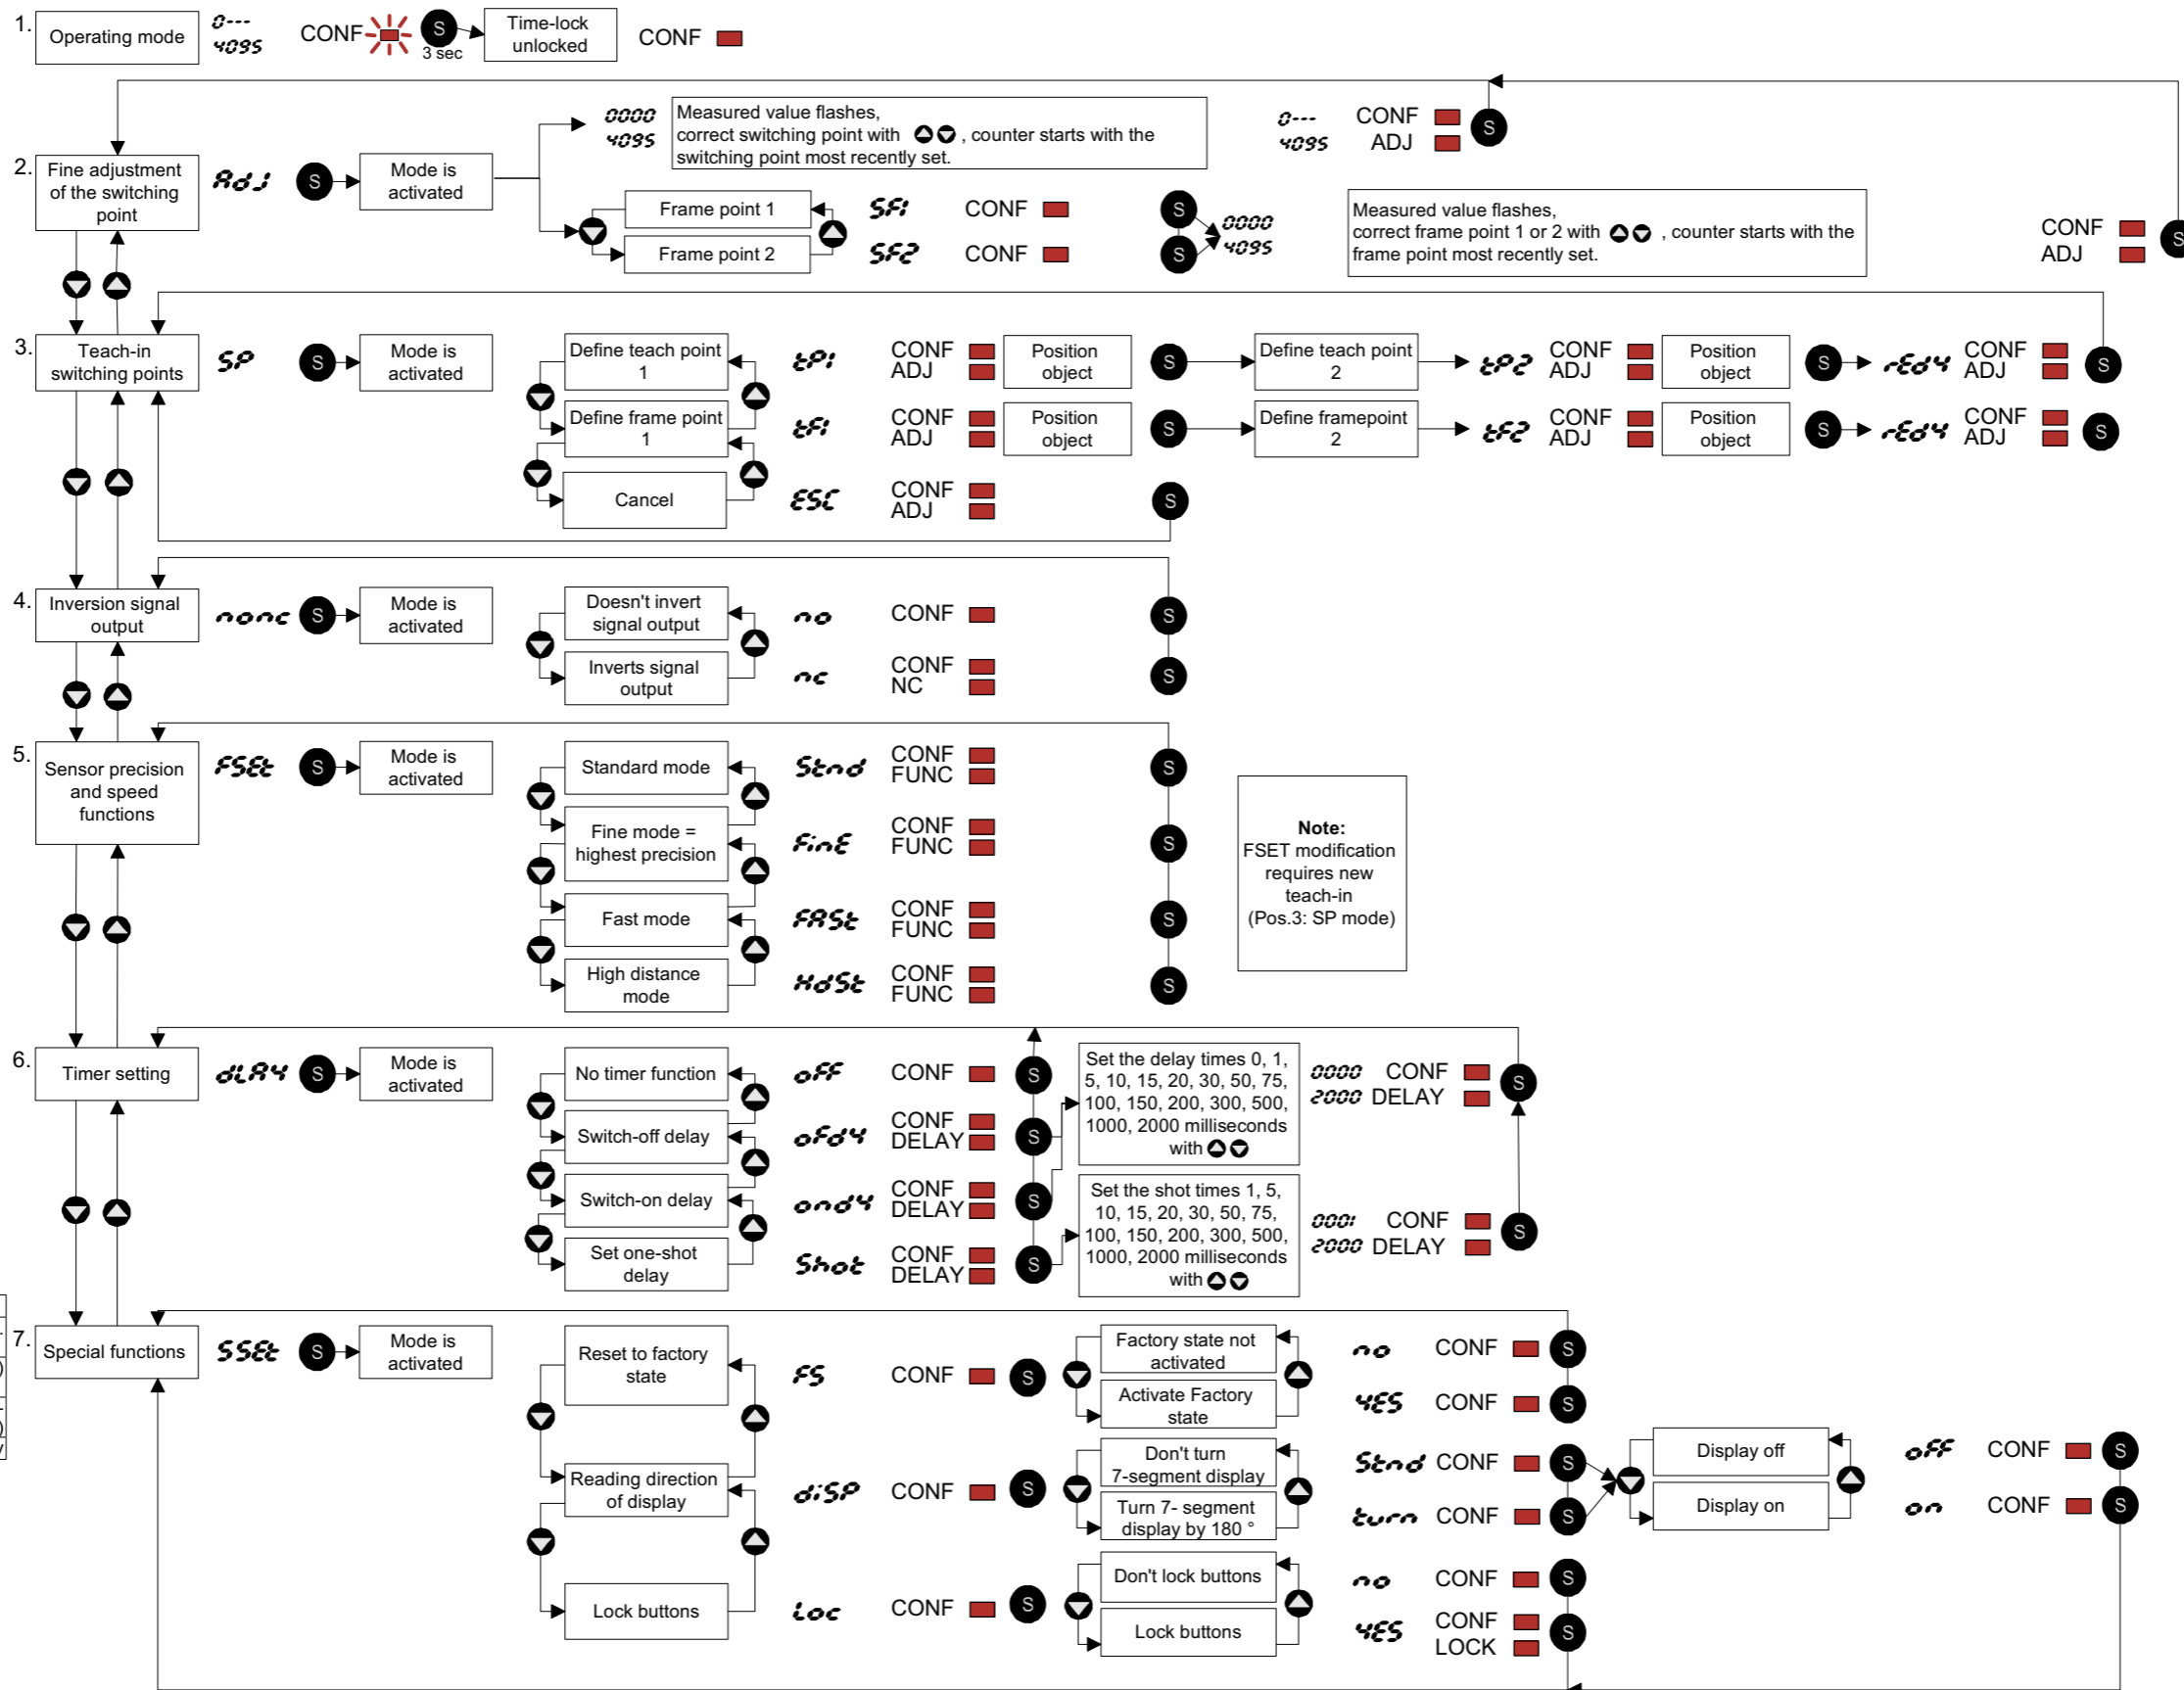 1.
Operating mode
0---
4095
CONF
S
3 sec
Time-lock
unlocked
CONF
2.
Fine adjustment
of the switching
point
AdJ
S
Mode is
activated
0000
4095
Measured value flashes,
correct switching point with , counter starts with the
switching point most recently set.
0---
4095
CONF
ADJ
S
Frame point 1
SF1
CONF
S
Frame point 2
SF2
CONF
S
0000
4095
Measured value flashes,
correct frame point 1 or 2 with , counter starts with the
frame point most recently set.
CONF
ADJ
S
3.
Teach-in
switching points
SP
S
Mode is
activated
Define teach point
1
tP1
CONF
ADJ
Position
object
S
Define teach point
2
tP2
CONF
ADJ
Position
object
S
rEdY
CONF
ADJ
S
Define frame point
1
tF1
CONF
ADJ
Position
object
S
Define framepoint
2
tF2
CONF
ADJ
Position
object
S
rEdY
CONF
ADJ
S
Cancel
ESC
CONF
ADJ
S
4.
Inversion signal
output
nonc
S
Mode is
activated
Doesn't invert
signal output
no
CONF
S
Inverts signal
output
nc
CONF
NC
S
5.
Sensor precision
and speed
functions
FSEt
S
Mode is
activated
Standard mode
Stnd
CONF
FUNC
S
Fine mode =
highest precision
FinE
CONF
FUNC
S
Fast mode
FASt
CONF
FUNC
S
High distance
mode
HdSt
CONF
FUNC
S
Note:
FSET modification
requires new
teach-in
(Pos.3: SP mode)
6.
Timer setting
dLAY
S
Mode is
activated
No timer function
oFF
CONF
S
Switch-off delay
oFdY
CONF
DELAY
S
Switch-on delay
ondY
CONF
DELAY
S
Set one-shot
delay
Shot
CONF
DELAY
S
Set the delay times 0, 1,
5, 10, 15, 20, 30, 50, 75,
100, 150, 200, 300, 500,
1000, 2000 milliseconds
with
0000
2000
CONF
DELAY
S
Set the shot times 1, 5,
10, 15, 20, 30, 50, 75,
100, 150, 200, 300, 500,
1000, 2000 milliseconds
with
0001
2000
CONF
DELAY
S
7.
Special functions
SSEt
S
Mode is
activated
Reset to factory
state
FS
CONF
S
Factory state not
activated
no
CONF
S
Activate Factory
state
YES
CONF
S
Reading direction
of display
diSP
CONF
S
Don't turn
7-segment display
Stnd
CONF
S
Turn 7- segment
display by 180 °
turn
CONF
S
Display off
oFF
CONF
S
Display on
on
CONF
S
Lock buttons
Loc
CONF
S
Don't lock buttons
no
CONF
S
Lock buttons
YES
CONF
LOCK
S